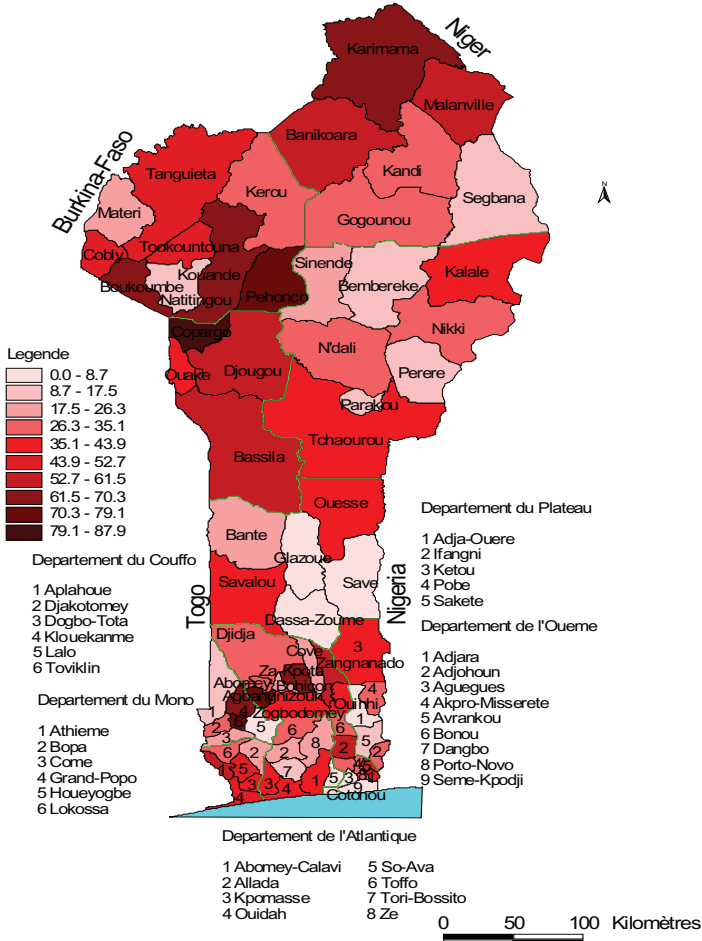 Karimama
Niger
Malanville
Banikoara
Burkina-Faso
Tanguieta
Kandi
Kerou
Segbana
Materi
Gogounou
Tookountouna
Cobly
Sinende
Kalale
Kouande
Boukoumbe
Bembereke
Natitingou
Pehonco
Copargo
Nikki
N'dali
Legende
0.0 - 8.7
8.7 - 17.5
17.5 - 26.3
26.3 - 35.1
35.1 - 43.9
43.9 - 52.7
52.7 - 61.5
61.5 - 70.3
70.3 - 79.1
79.1 - 87.9
Ouake
Djougou
Perere
Parakou
Tchaourou
Bassila
Ouesse
Bante
Glazoue
Savalou
Save
Togo
Nigeria
Dassa-Zoume
Djidja
Cove
Za-Kpota
Zangnanado
Abomey
Bohicon
Agbangnizoun
Ouinhi
Zogbodomey
Cotonou
Departement du Couffo
1 Aplahoue
2 Djakotomey
3 Dogbo-Tota
4 Klouekanme
5 Lalo
6 Toviklin
Departement du Mono
1 Athieme
2 Bopa
3 Come
4 Grand-Popo
5 Houeyogbe
6 Lokossa
Departement du Plateau
1 Adja-Ouere
2 Ifangni
3 Ketou
4 Pobe
5 Sakete
Departement de l'Oueme
1 Adjara
2 Adjohoun
3 Aguegues
4 Akpro-Misserete
5 Avrankou
6 Bonou
7 Dangbo
8 Porto-Novo
9 Seme-Kpodji
Departement de l'Atlantique
1 Abomey-Calavi
2 Allada
3 Kpomasse
4 Ouidah
5 So-Ava
6 Toffo
7 Tori-Bossito
8 Ze
0 50 100 Kilomètres